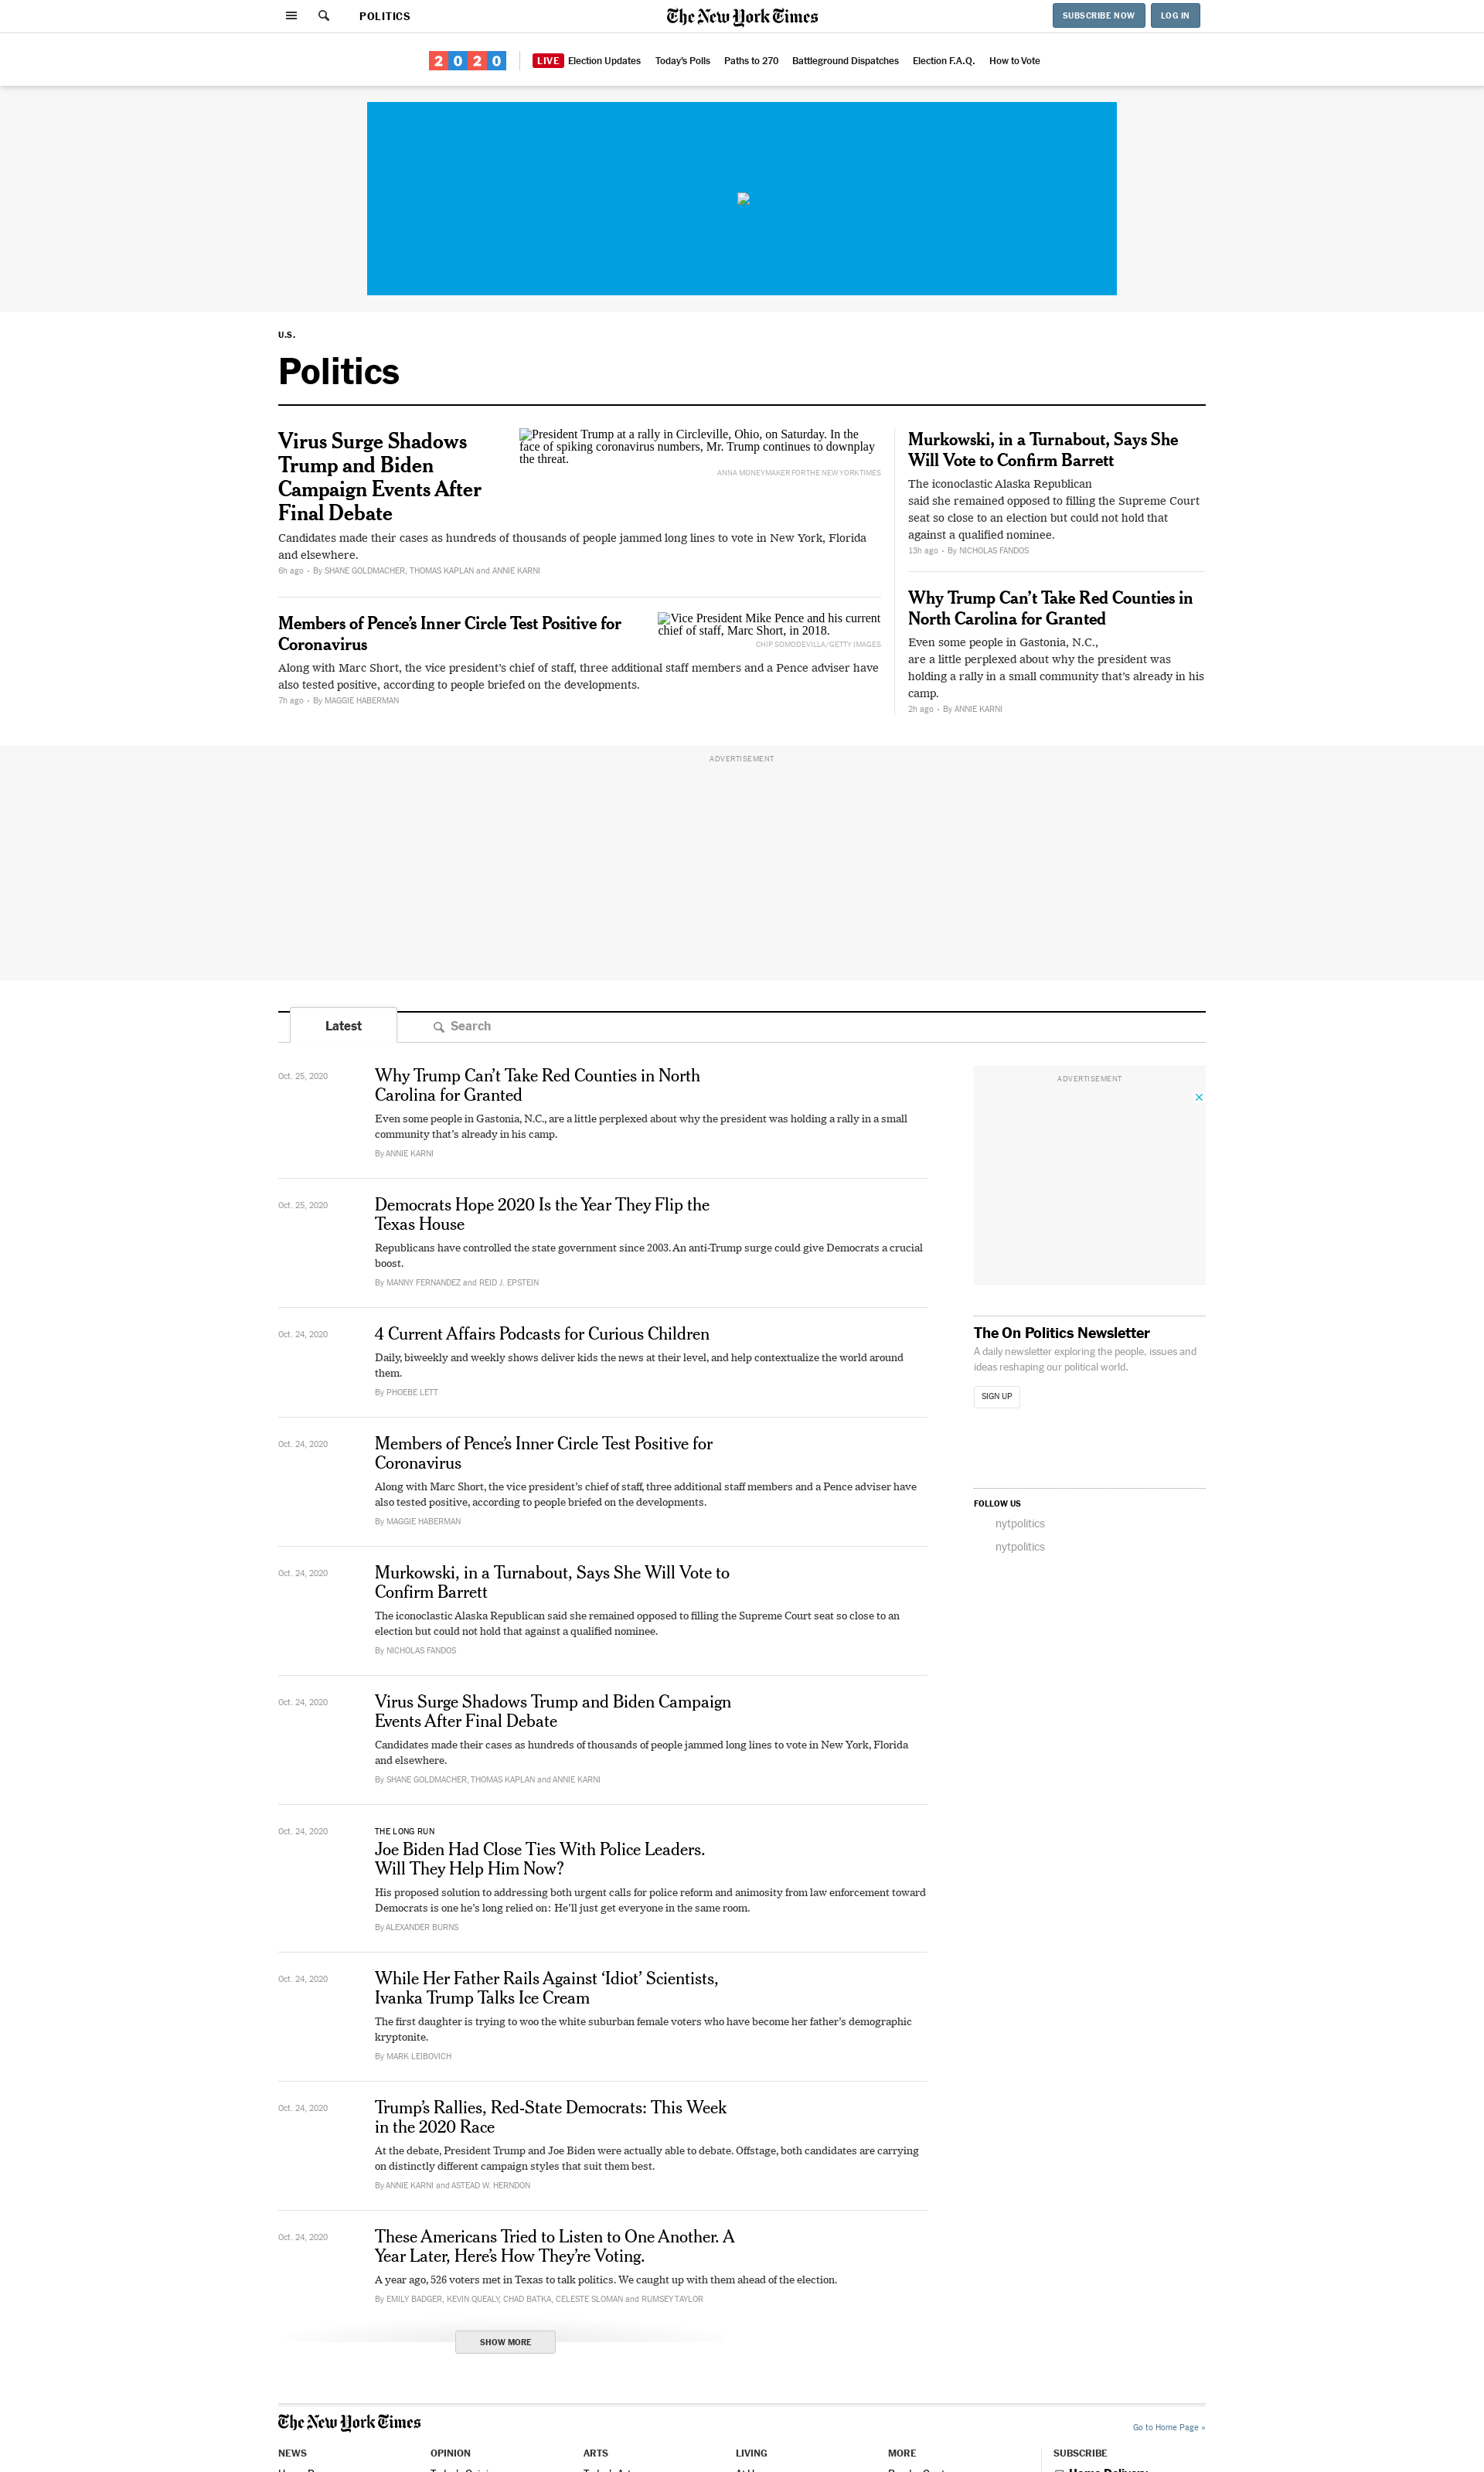 POLITICS
The New York Times
SUBSCRIBE NOW
LOG IN
2020
LIVE Election Updates
Today's Polls
Paths to 270
Battleground Dispatches
Election F.A.Q.
How to Vote
U.S.
Politics
Virus Surge Shadows
Trump and Biden
Campaign Events After
Final Debate
President Trump at a rally in Circleville, Ohio, on Saturday. In the
face of spiking coronavirus numbers, Mr. Trump continues to downplay
the threat.
ANNA MONEYMAKER FOR THE NEW YORK TIMES
Candidates made their cases as hundreds of thousands of people jammed long lines to vote in New York, Florida
and elsewhere.
6h ago • By SHANE GOLDMACHER, THOMAS KAPLAN and ANNIE KARNI
Members of Pence’s Inner Circle Test Positive for
Coronavirus
Vice President Mike Pence and his current
chief of staff, Marc Short, in 2018.
CHIP SOMODEVILLA/GETTY IMAGES
Along with Marc Short, the vice president’s chief of staff, three additional staff members and a Pence adviser have
also tested positive, according to people briefed on the developments.
7h ago • By MAGGIE HABERMAN
Murkowski, in a Turnabout, Says She
Will Vote to Confirm Barrett
The iconoclastic Alaska Republican
said she remained opposed to filling the Supreme Court
seat so close to an election but could not hold that
against a qualified nominee.
13h ago • By NICHOLAS FANDOS
Why Trump Can’t Take Red Counties in
North Carolina for Granted
Even some people in Gastonia, N.C.,
are a little perplexed about why the president was
holding a rally in a small community that’s already in his
camp.
2h ago • By ANNIE KARNI
ADVERTISEMENT
Latest
Search
Oct. 25, 2020
Why Trump Can’t Take Red Counties in North
Carolina for Granted
Even some people in Gastonia, N.C., are a little perplexed about why the president was holding a rally in a small
community that’s already in his camp.
By ANNIE KARNI
Oct. 25, 2020
Democrats Hope 2020 Is the Year They Flip the
Texas House
Republicans have controlled the state government since 2003. An anti-Trump surge could give Democrats a crucial
boost.
By MANNY FERNANDEZ and REID J. EPSTEIN
Oct. 24, 2020
4 Current Affairs Podcasts for Curious Children
Daily, biweekly and weekly shows deliver kids the news at their level, and help contextualize the world around
them.
By PHOEBE LETT
Oct. 24, 2020
Members of Pence’s Inner Circle Test Positive for
Coronavirus
Along with Marc Short, the vice president’s chief of staff, three additional staff members and a Pence adviser have
also tested positive, according to people briefed on the developments.
By MAGGIE HABERMAN
Oct. 24, 2020
Murkowski, in a Turnabout, Says She Will Vote to
Confirm Barrett
The iconoclastic Alaska Republican said she remained opposed to filling the Supreme Court seat so close to an
election but could not hold that against a qualified nominee.
By NICHOLAS FANDOS
Oct. 24, 2020
Virus Surge Shadows Trump and Biden Campaign
Events After Final Debate
Candidates made their cases as hundreds of thousands of people jammed long lines to vote in New York, Florida
and elsewhere.
By SHANE GOLDMACHER, THOMAS KAPLAN and ANNIE KARNI
Oct. 24, 2020
THE LONG RUN
Joe Biden Had Close Ties With Police Leaders.
Will They Help Him Now?
His proposed solution to addressing both urgent calls for police reform and animosity from law enforcement toward
Democrats is one he’s long relied on: He’ll just get everyone in the same room.
By ALEXANDER BURNS
Oct. 24, 2020
While Her Father Rails Against ‘Idiot’ Scientists,
Ivanka Trump Talks Ice Cream
The first daughter is trying to woo the white suburban female voters who have become her father’s demographic
kryptonite.
By MARK LEIBOVICH
Oct. 24, 2020
Trump’s Rallies, Red-State Democrats: This Week
in the 2020 Race
At the debate, President Trump and Joe Biden were actually able to debate. Offstage, both candidates are carrying
on distinctly different campaign styles that suit them best.
By ANNIE KARNI and ASTEAD W. HERNDON
Oct. 24, 2020
These Americans Tried to Listen to One Another. A
Year Later, Here’s How They’re Voting.
A year ago, 526 voters met in Texas to talk politics. We caught up with them ahead of the election.
By EMILY BADGER, KEVIN QUEALY, CHAD BATKA, CELESTE SLOMAN and RUMSEY TAYLOR
SHOW MORE
ADVERTISEMENT
The On Politics Newsletter
A daily newsletter exploring the people, issues and
ideas reshaping our political world.
SIGN UP
FOLLOW US
nytpolitics
nytpolitics
The New York Times
Go to Home Page »
NEWS
OPINION
ARTS
LIVING
MORE
SUBSCRIBE